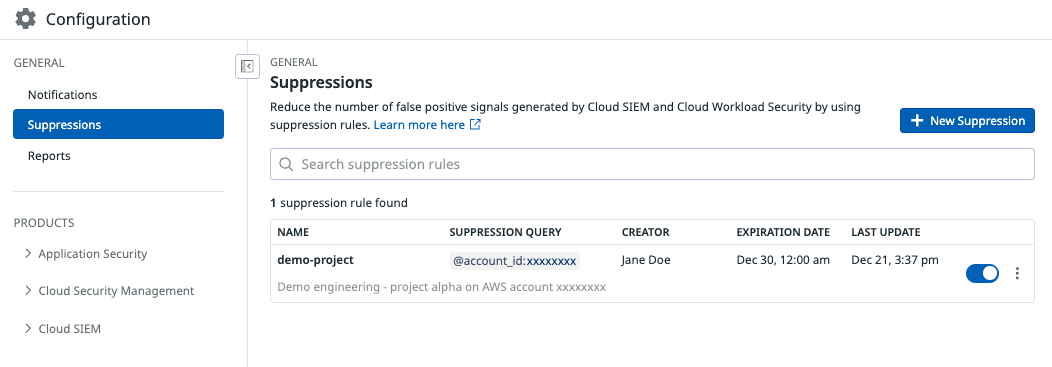 Configuration
GENERAL
Notifications
Suppressions
Reports
PRODUCTS
Application Security
Cloud Security Management
Cloud SIEM
GENERAL
Suppressions
Reduce the number of false positive signals generated by Cloud SIEM and Cloud Workload Security by using
suppression rules. Learn more here
New Suppression
Search suppression rules
1 suppression rule found
NAME SUPPRESSION QUERY CREATOR EXPIRATION DATE LAST UPDATE
demo-project @account_id:xxxxxxxx Jane Doe Dec 30, 12:00 am Dec 21, 3:37 pm
Demo engineering - project alpha on AWS account xxxxxxxx